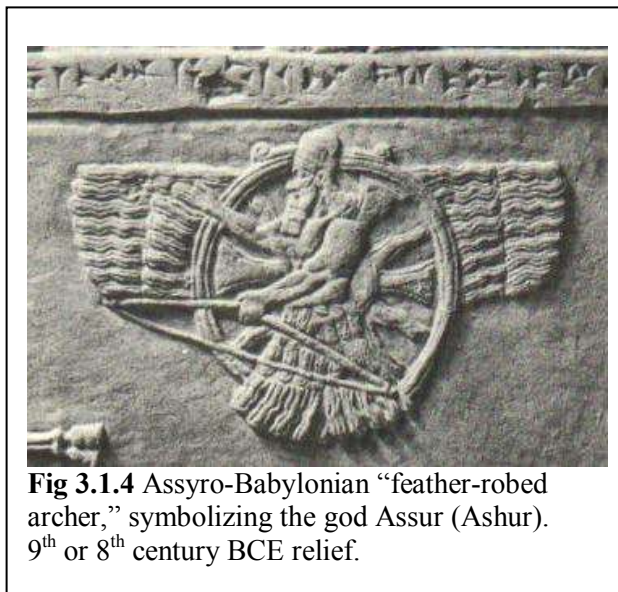 Fig 3.1.4 Assyro-Babylonian “feather-robed
archer,” symbolizing the god Assur (Ashur).
9th or 8th century BCE relief.